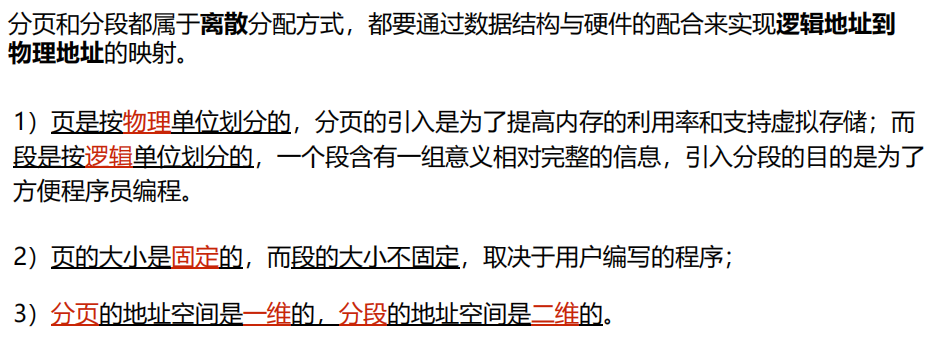 分页和分段都属于离散分配方式，都要通过数据结构与硬件的配合来实现逻辑地址到
物理地址的映射。
1）页是按物理单位划分的，分页的引入是为了提高内存的利用率和支持虚拟存储；而
段是按逻辑单位划分的，一个段含有一组意义相对完整的信息，引入分段的目的是为了
方便程序员编程。
2）页的大小是固定的，而段的大小不固定，取决于用户编写的程序；
3）分页的地址空间是一维的，分段的地址空间是二维的。